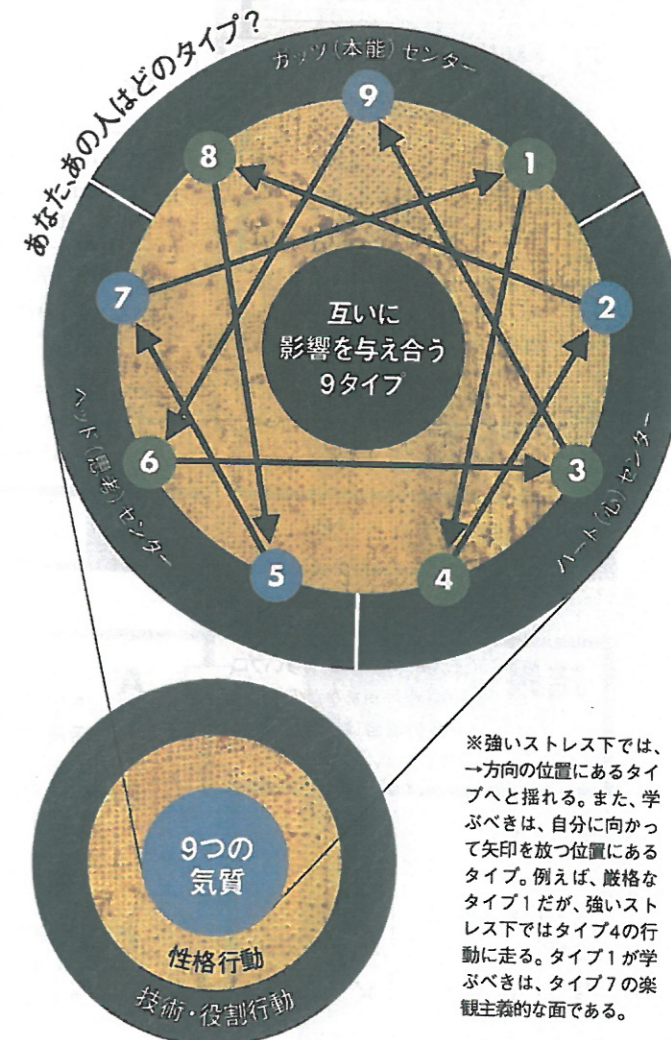 あなた、あの人はどのタイプ?
ガッツ(本能)センター
9
8
1
7
2
互いに
影響を与え合う
9タイプ
ヘッド(思考)センター
6
3
ハート(心)センター
5
4
9つの
気質
性格行動
技術・役割行動
※強いストレス下では、
→方向の位置にあるタイ
プへと揺れる。また、学
ぶべきは、自分に向かっ
て矢印を放つ位置にある
タイプ。例えば、厳格な
タイプ1だが、強いスト
レス下ではタイプ4の行
動に走る。タイプ1が学
ぶべきは、タイプ7の楽
観主義的な面である。